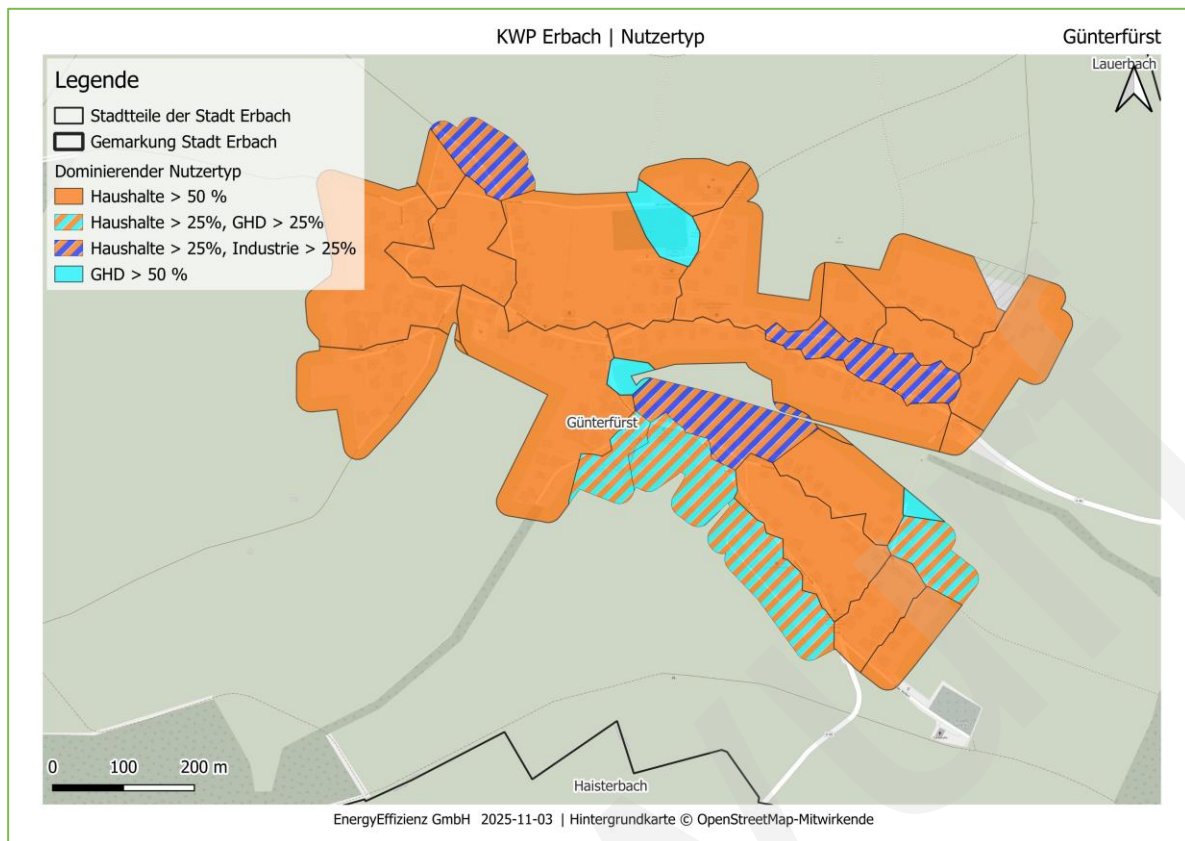 KWP Erbach | Nutzertyp
Günterfürst
Lauerbach
Legende
Stadtteile der Stadt Erbach
Gemarkung Stadt Erbach
Dominierender Nutzertyp
Haushalte > 50 %
Haushalte > 25%, GHD > 25%
Haushalte > 25%, Industrie > 25%
GHD > 50 %
Günterfürst
0 100 200 m
Haisterbach
EnergyEffizienz GmbH 2025-11-03 | Hintergrundkarte © OpenStreetMap-Mitwirkende